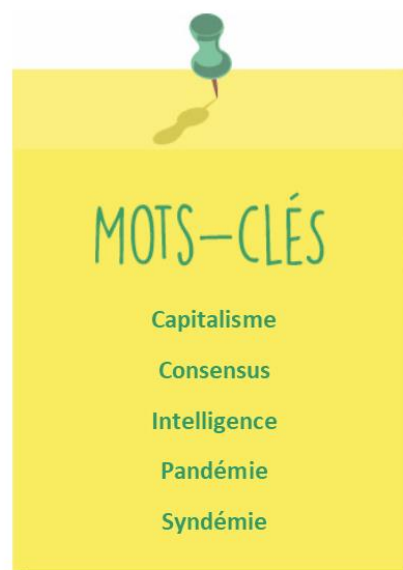 MOTS-CLÉS
Capitalisme
Consensus
Intelligence
Pandémie
Syndémie